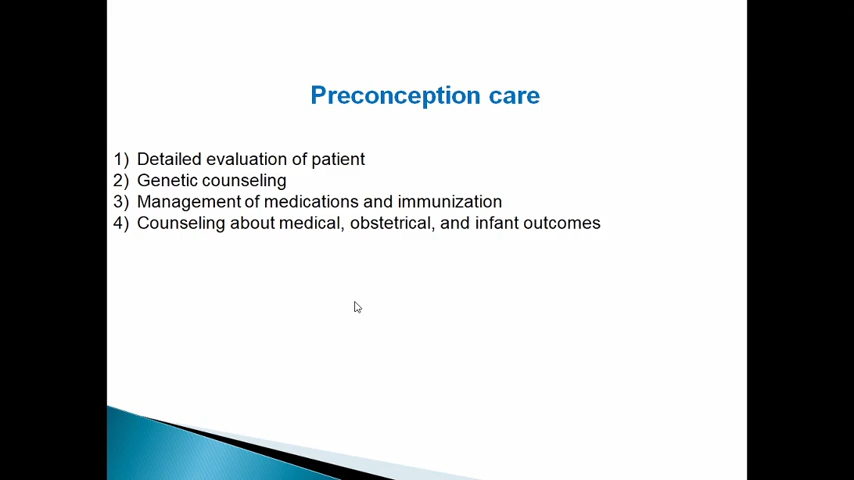 Preconception care
1) Detailed evaluation of patient
2) Genetic counseling
3) Management of medications and immunization
4) Counseling about medical, obstetrical, and infant outcomes